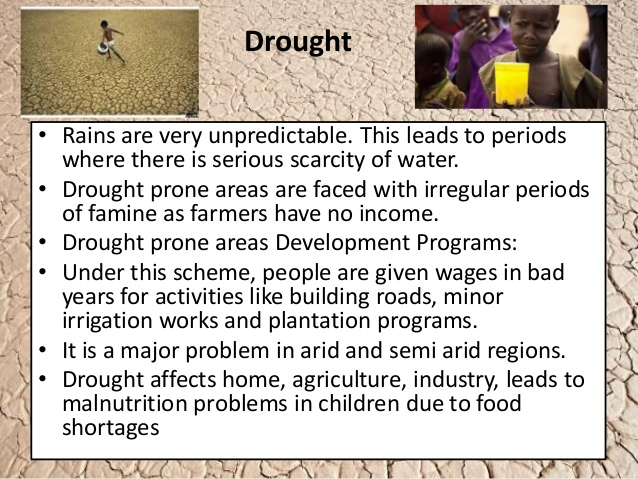 Drought
• Rains are very unpredictable. This leads to periods
where there is serious scarcity of water.
• Drought prone areas are faced with irregular periods
of famine as farmers have no income.
• Drought prone areas Development Programs:
• Under this scheme, people are given wages in bad
years for activities like building roads, minor
irrigation works and plantation programs.
• It is a major problem in arid and semi arid regions.
• Drought affects home, agriculture, industry, leads to
malnutrition problems in children due to food
shortages